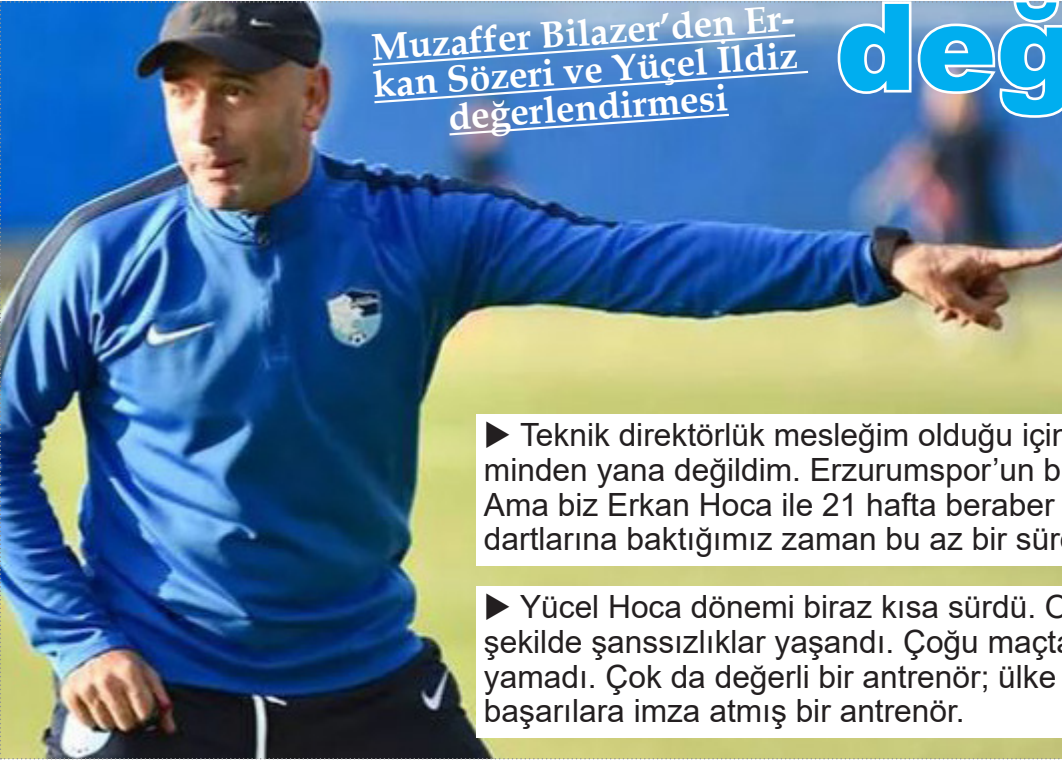 Muzaffer Bilazer’den Er-
kan Sözeri ve Yüçel İldiz
değerlendirmesi
değ
▶ Teknik direktörlük mesleğim olduğu için
minden yana değildim. Erzurumspor’un b
Ama biz Erkan Hoca ile 21 hafta beraber
dartlarına baktığımız zaman bu az bir sür
▶ Yücel Hoca dönemi biraz kısa sürdü.
şekilde şanssızlıklar yaşandı. Çoğu maçta
yamadı. Çok da değerli bir antrenör; ülke
başarılara imza atmış bir antrenör.